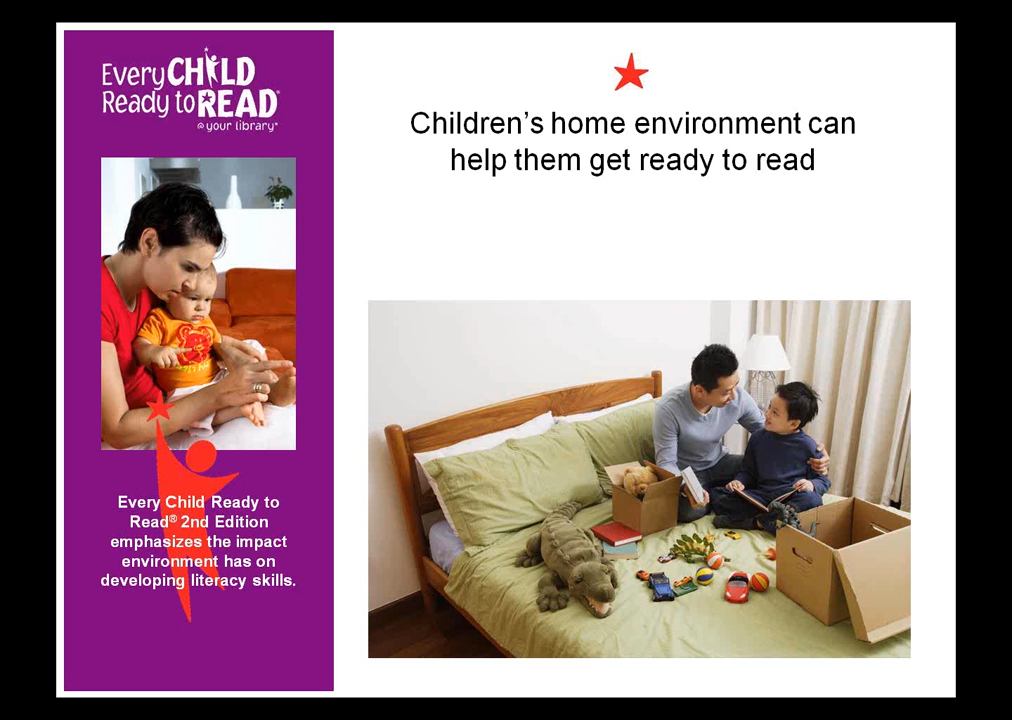 Every CHILD
Ready to READ®
@ your library®
Children's home environment can
help them get ready to read
Every Child Ready to
Read® 2nd Edition
emphasizes the impact
environment has on
developing literacy skills.